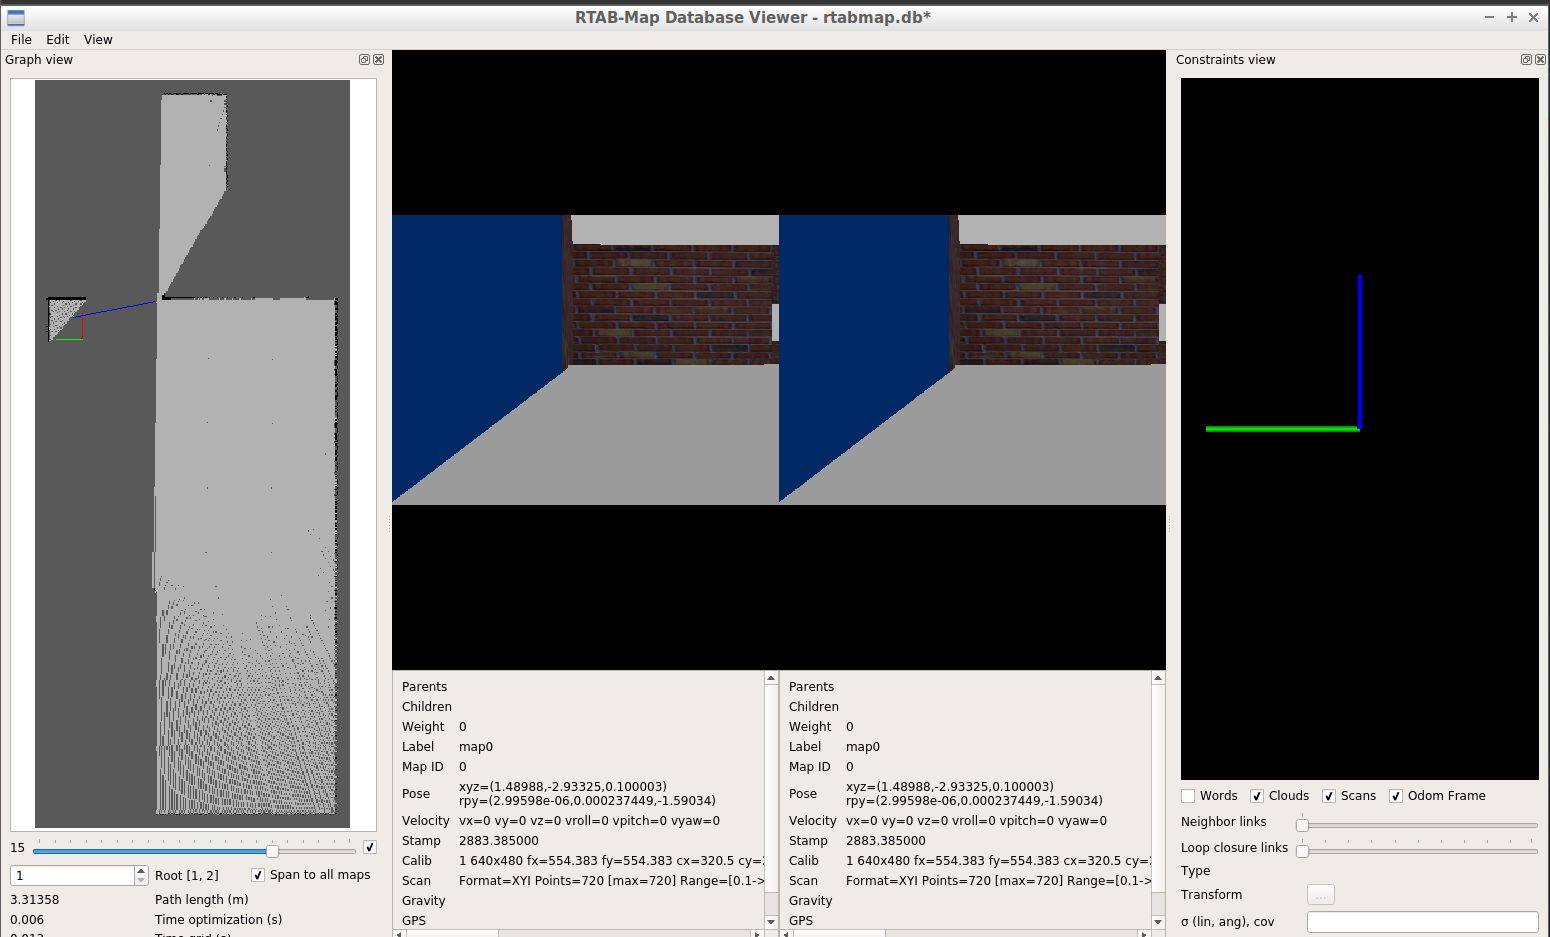 RTAB-Map Database Viewer - rtabmap.db*
File Edit View
Graph view
15
1 Root [1, 2] Span to all maps
3.31358 Path length (m)
0.006 Time optimization (s)
Parents
Children
Weight 0
Label map0
Map ID 0
Pose xyz=(1.48988,-2.93325,0.100003)
rpy=(2.99598e-06,0.000237449,-1.59034)
Velocity vx=0 vy=0 vz=0 vroll=0 vpitch=0 vyaw=0
Stamp 2883.385000
Calib 1 640x480 fx=554.383 fy=554.383 cx=320.5 cy=
Scan Format=XYI Points=720 [max=720] Range=[0.1->
Gravity
GPS
Parents
Children
Weight 0
Label map0
Map ID 0
Pose xyz=(1.48988,-2.93325,0.100003)
rpy=(2.99598e-06,0.000237449,-1.59034)
Velocity vx=0 vy=0 vz=0 vroll=0 vpitch=0 vyaw=0
Stamp 2883.385000
Calib 1 640x480 fx=554.383 fy=554.383 cx=320.5 cy=
Scan Format=XYI Points=720 [max=720] Range=[0.1->
Gravity
GPS
Constraints view
Words Clouds Scans Odom Frame
Neighbor links
Loop closure links
Type
Transform ...
σ (lin, ang), cov